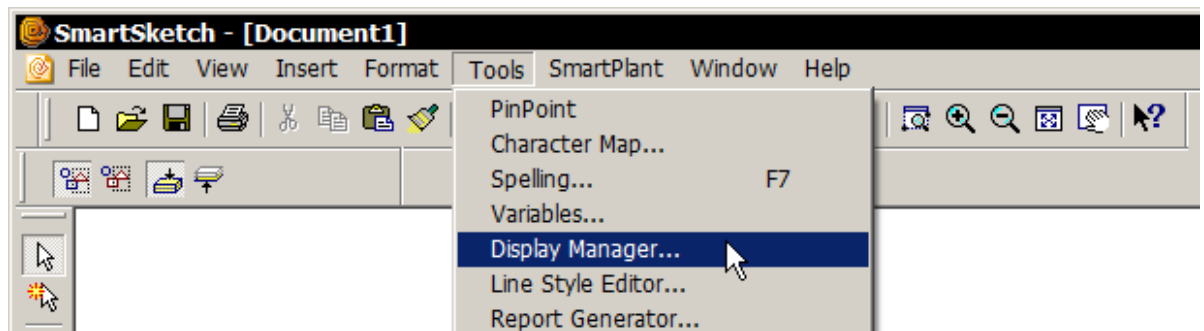 SmartSketch - [Document1]
File Edit View Insert Format Tools SmartPlant Window Help
PinPoint
Character Map...
Spelling... F7
Variables...
Display Manager...
Line Style Editor...
Report Generator...